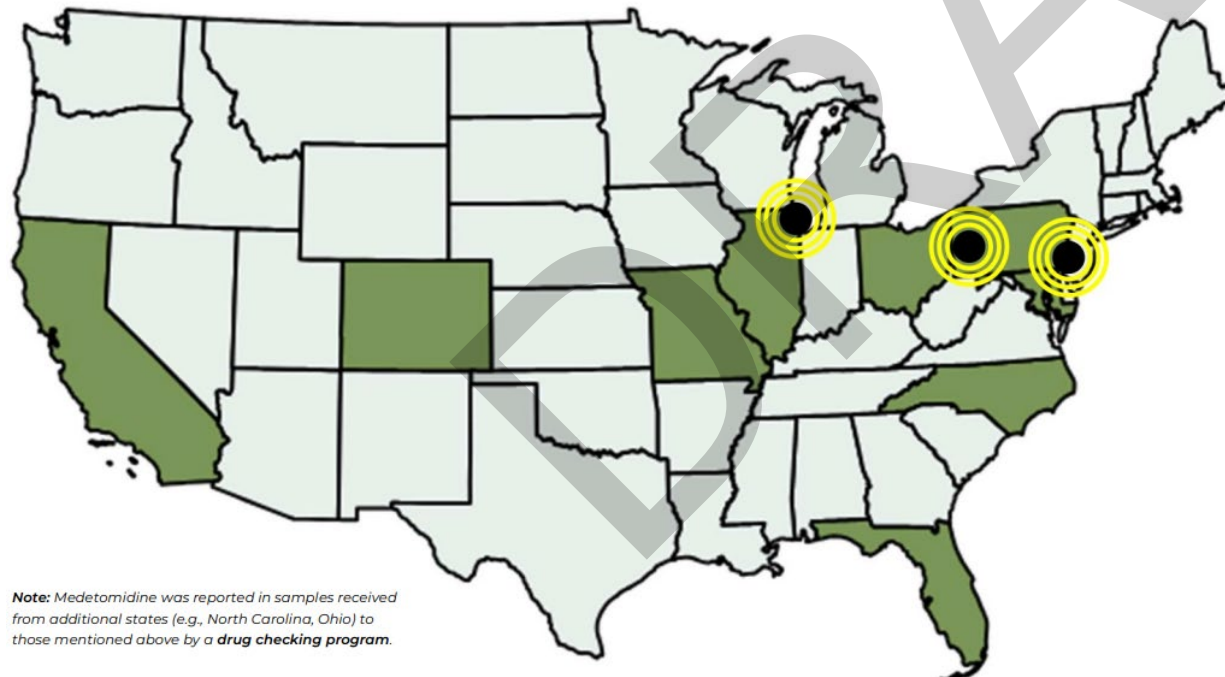 DRA
Note: Medetomidine was reported in samples received
from additional states (e.g., North Carolina, Ohio) to
those mentioned above by a drug checking program.